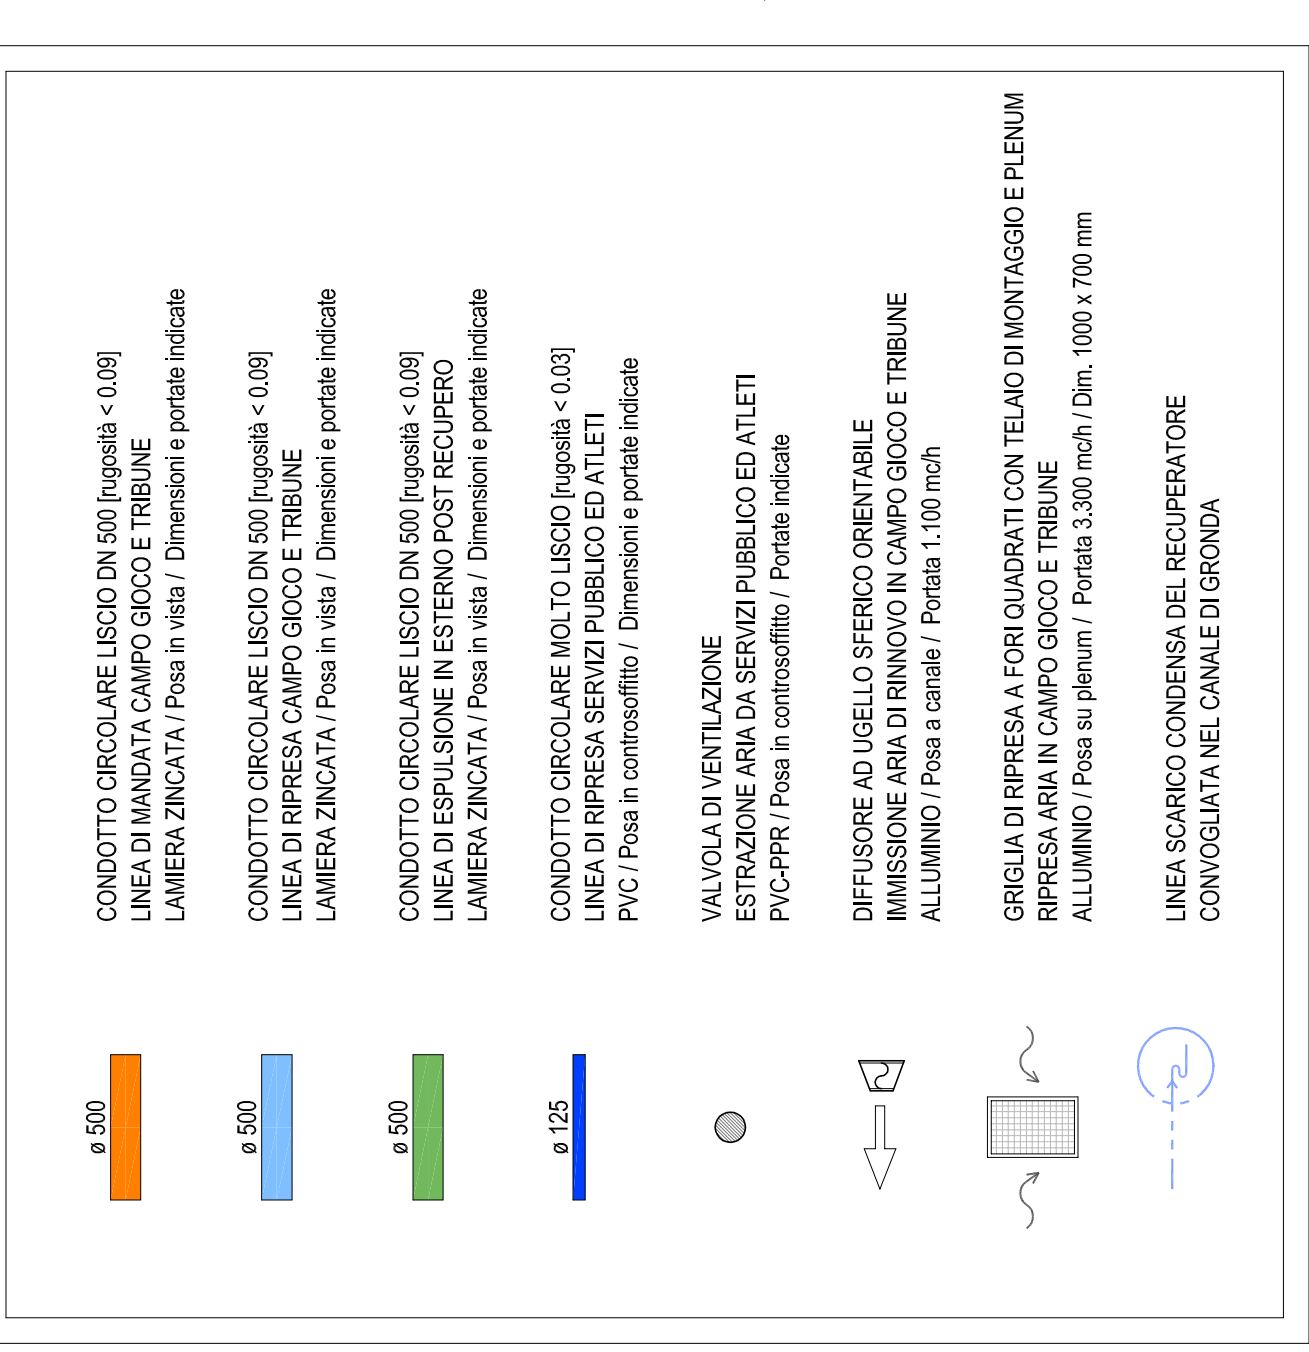 ø 500
CONDOTTO CIRCOLARE LISCIO DN 500 [rugosità < 0.09]
LINEA DI MANDATA CAMPO GIOCO E TRIBUNE
LAMIERA ZINCATA / Posa in vista / Dimensioni e portate indicate
ø 500
CONDOTTO CIRCOLARE LISCIO DN 500 [rugosità < 0.09]
LINEA DI RIPRESA CAMPO GIOCO E TRIBUNE
LAMIERA ZINCATA / Posa in vista / Dimensioni e portate indicate
ø 500
CONDOTTO CIRCOLARE LISCIO DN 500 [rugosità < 0.09]
LINEA DI ESPULSIONE IN ESTERNO POST RECUPERO
LAMIERA ZINCATA / Posa in vista / Dimensioni e portate indicate
ø 125
CONDOTTO CIRCOLARE MOLTO LISCIO [rugosità < 0.03]
LINEA DI RIPRESA SERVIZI PUBBLICO ED ATLETI
PVC / Posa in controsoffitto / Dimensioni e portate indicate
VALVOLA DI VENTILAZIONE
ESTRAZIONE ARIA DA SERVIZI PUBBLICO ED ATLETI
PVC-PPR / Posa in controsoffitto / Portate indicate
DIFFUSORE AD UGELLO SFERICO ORIENTABILE
IMMISSIONE ARIA DI RINNOVO IN CAMPO GIOCO E TRIBUNE
ALLUMINIO / Posa a canale / Portata 1.100 mc/h
GRIGLIA DI RIPRESA A FORI QUADRATI CON TELAIO DI MONTAGGIO E PLENUM
RIPRESA ARIA IN CAMPO GIOCO E TRIBUNE
ALLUMINIO / Posa su plenum / Portata 3.300 mc/h / Dim. 1000 x 700 mm
LINEA SCARICO CONDENSA DEL RECUPERATORE
CONVOGLIATA NEL CANALE DI GRONDA